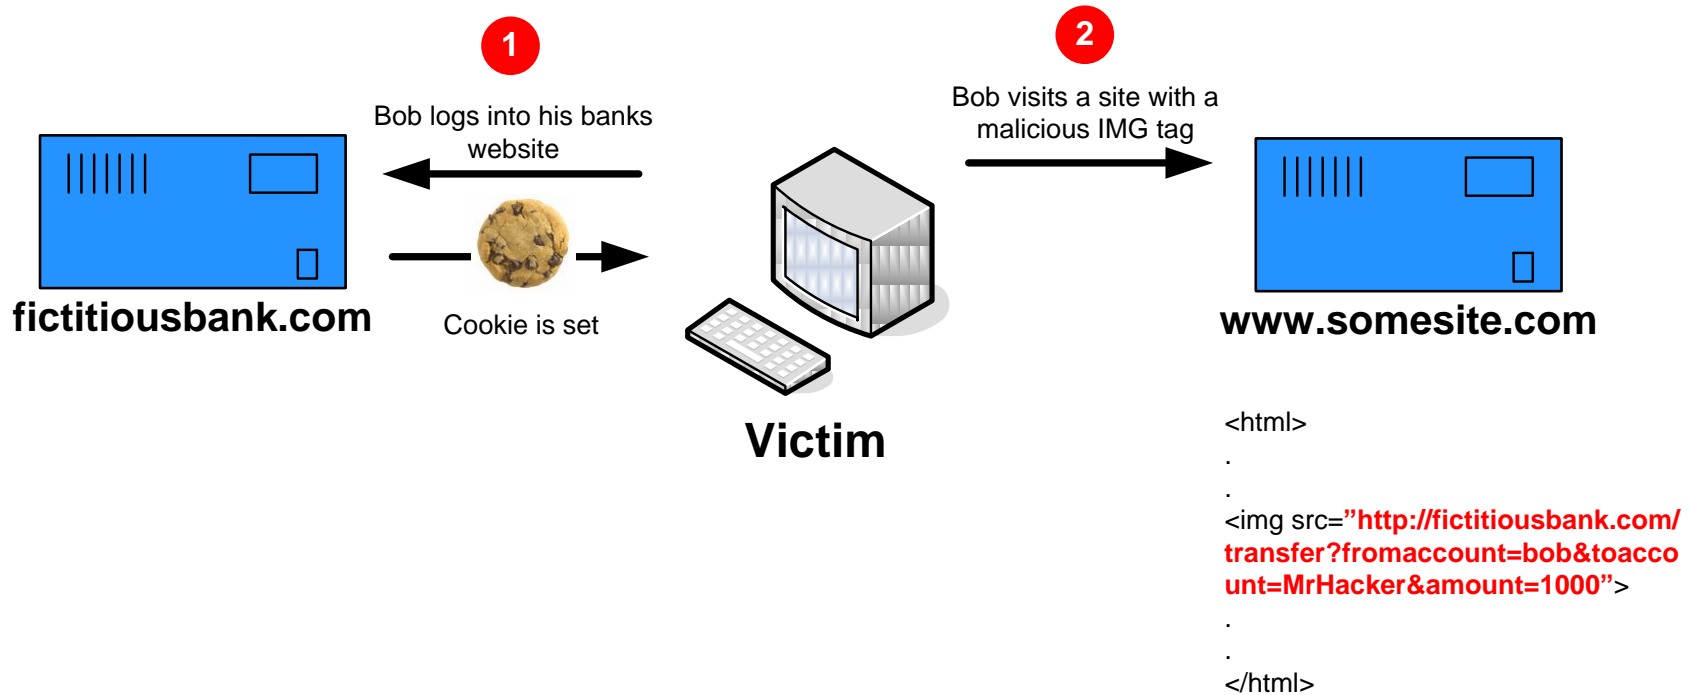 1
Bob logs into his banks
website
fictitiousbank.com
Cookie is set
Victim
2
Bob visits a site with a
malicious IMG tag
www.somesite.com
<html>
.
.
<img src=”http://fictitiousbank.com/
transfer?fromaccount=bob&toacco
unt=MrHacker&amount=1000”>
.
.
</html>